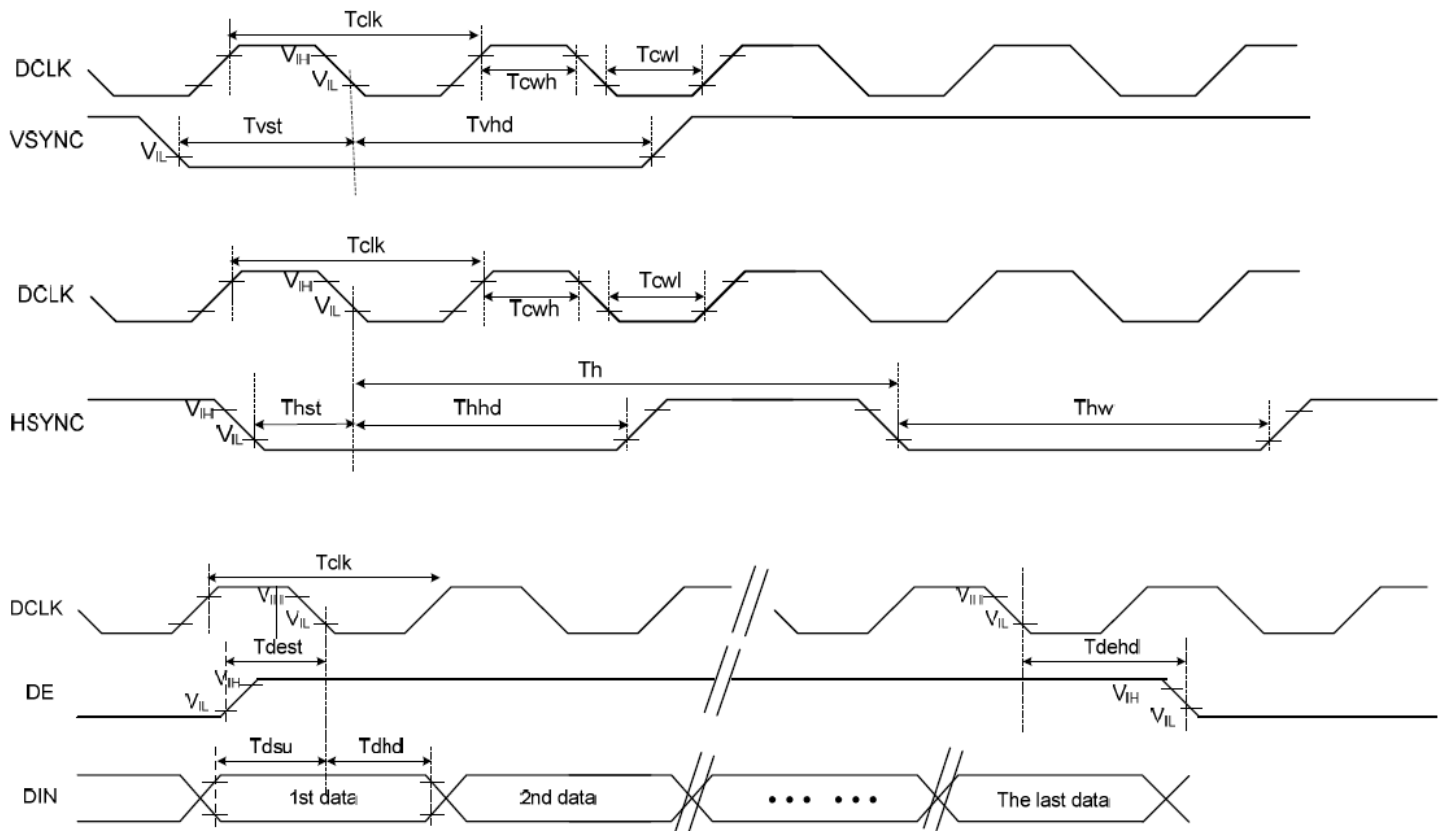 Tclk
DCLK VIH VIL Tcwh Tcwl
VSYNC VIL Tvst Tvhd
Tclk
DCLK VIH VIL Tcwh Tcwl
Th
HSYNC VIH VIL Thst Thhd Thw
Tclk
DCLK VIH VIL VIH VIL
Tdest Tdehd
DE VIH VIL VIH VIL
Tdsu Tdhd
DIN 1st data 2nd data ••• ••• The last data